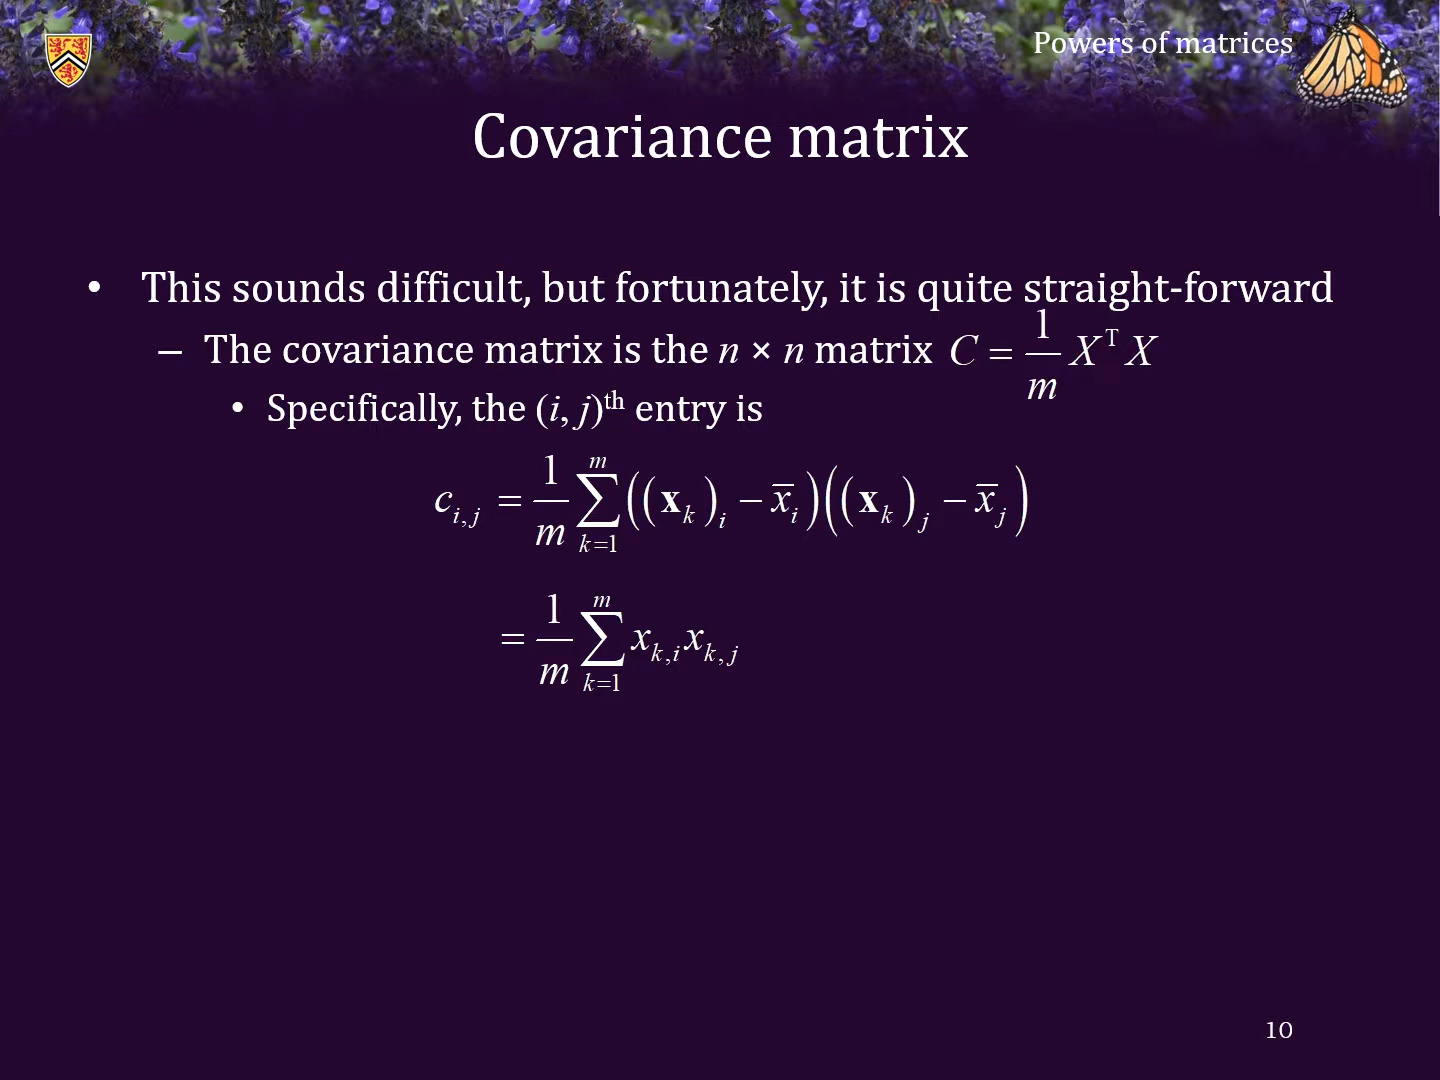 Powers of matrices
Covariance matrix
• This sounds difficult, but fortunately, it is quite straight-forward
– The covariance matrix is the n × n matrix C = 1/m XᵀX
• Specifically, the (i, j)th entry is
c_{i,j} = 1/m ∑_{k=1}^{m} ((𝐱_k)_i − x̄_i)((𝐱_k)_j − x̄_j)
= 1/m ∑_{k=1}^{m} x_{k,i} x_{k,j}
10